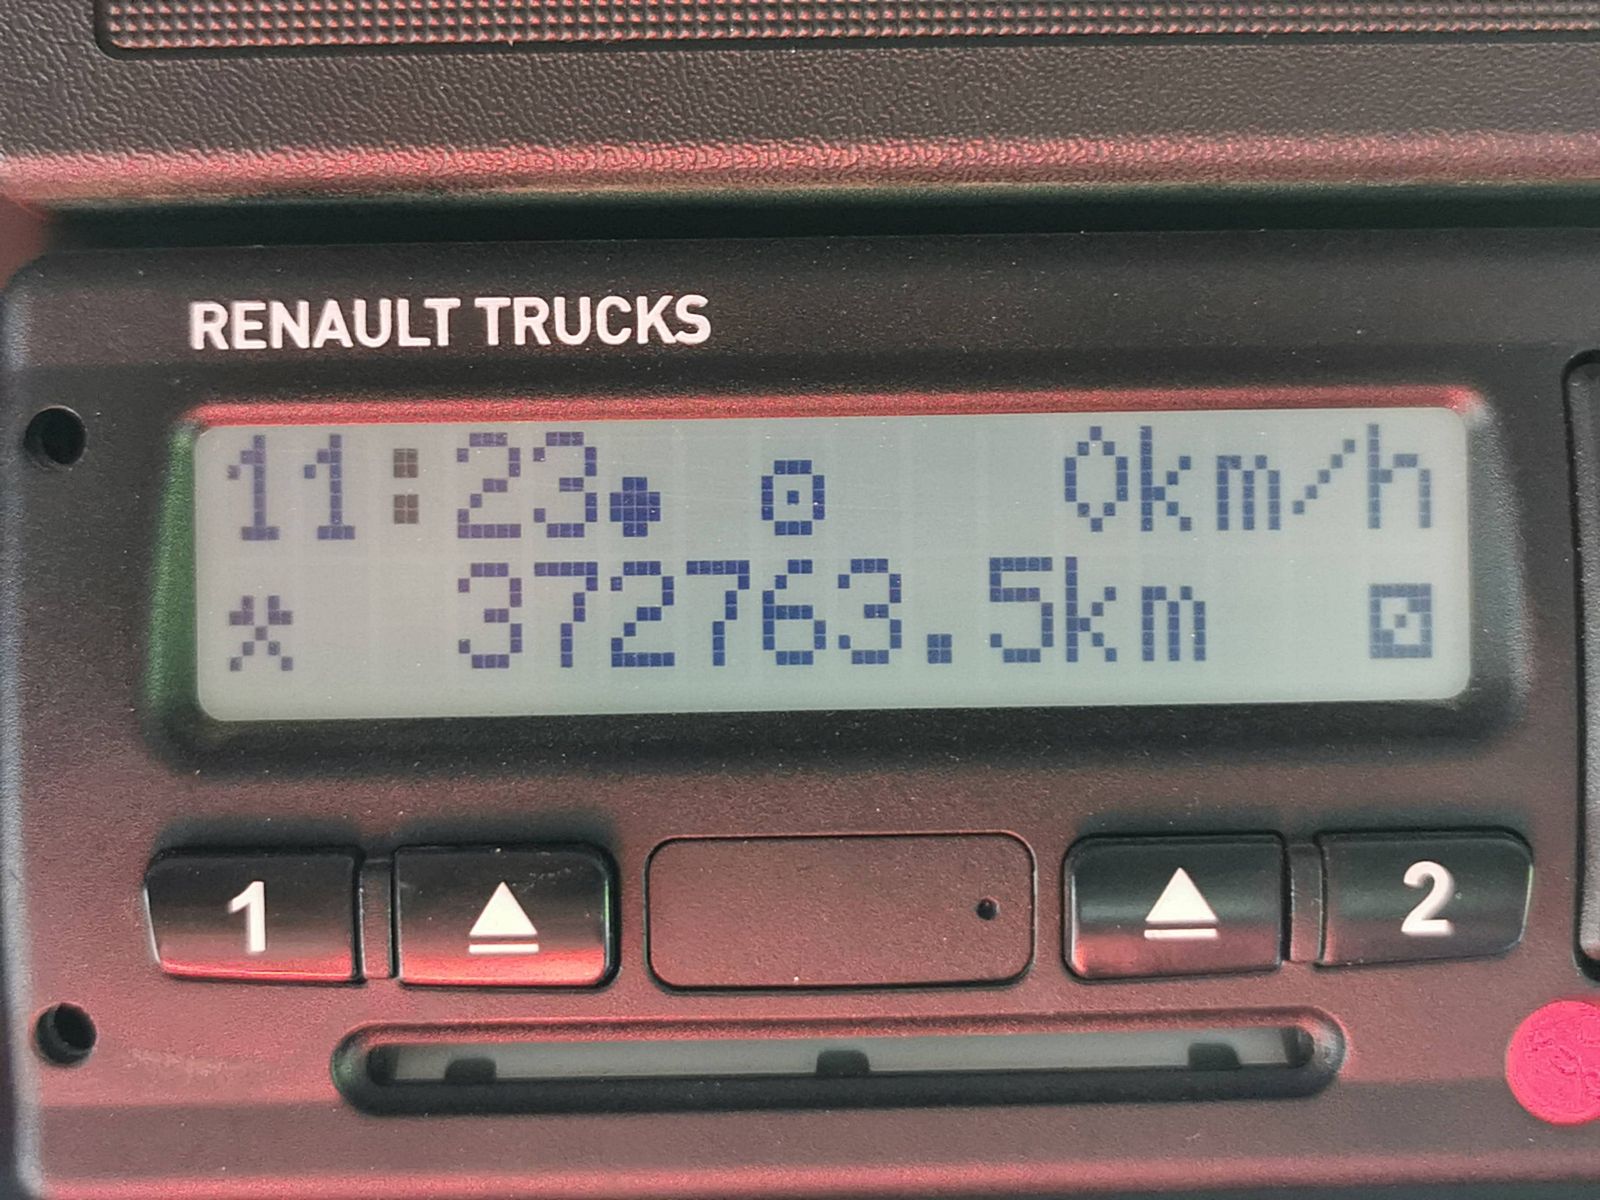 RENAULT TRUCKS
11:23 0km/h
372763.5km
1 2